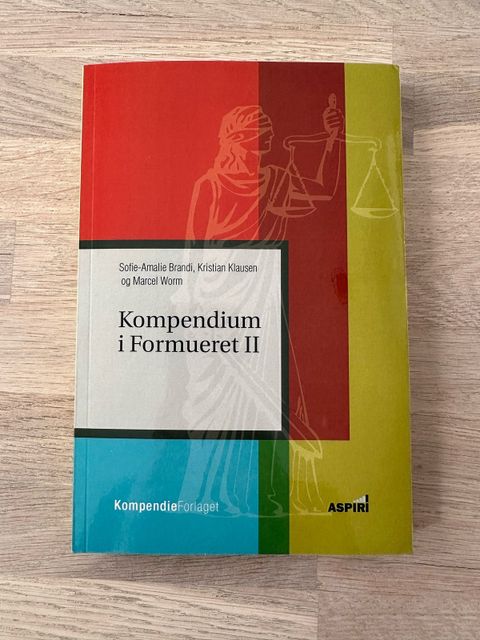 Sofie-Amalie Brandi, Kristian Klausen
og Marcel Worm
Kompendium
i Formueret II
KompendieForlaget
ASPIRI